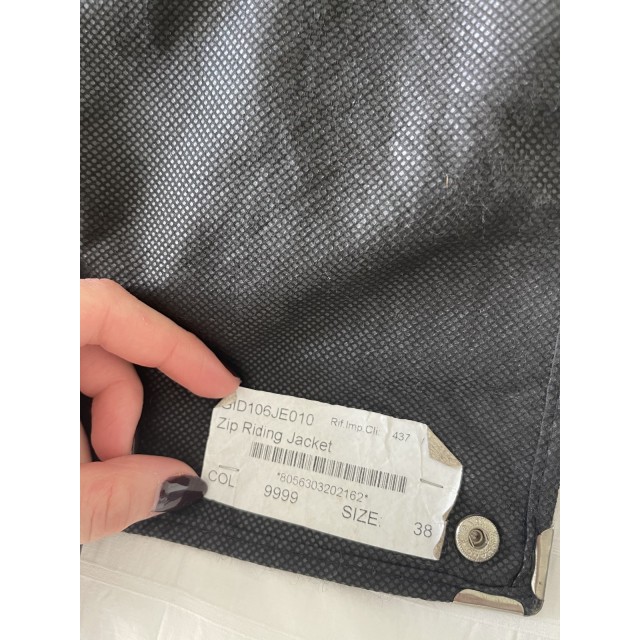 GID106JE010 Rif Imp.Cli. 437
Zip Riding Jacket
*8056303202162*
COL 9999 SIZE: 38